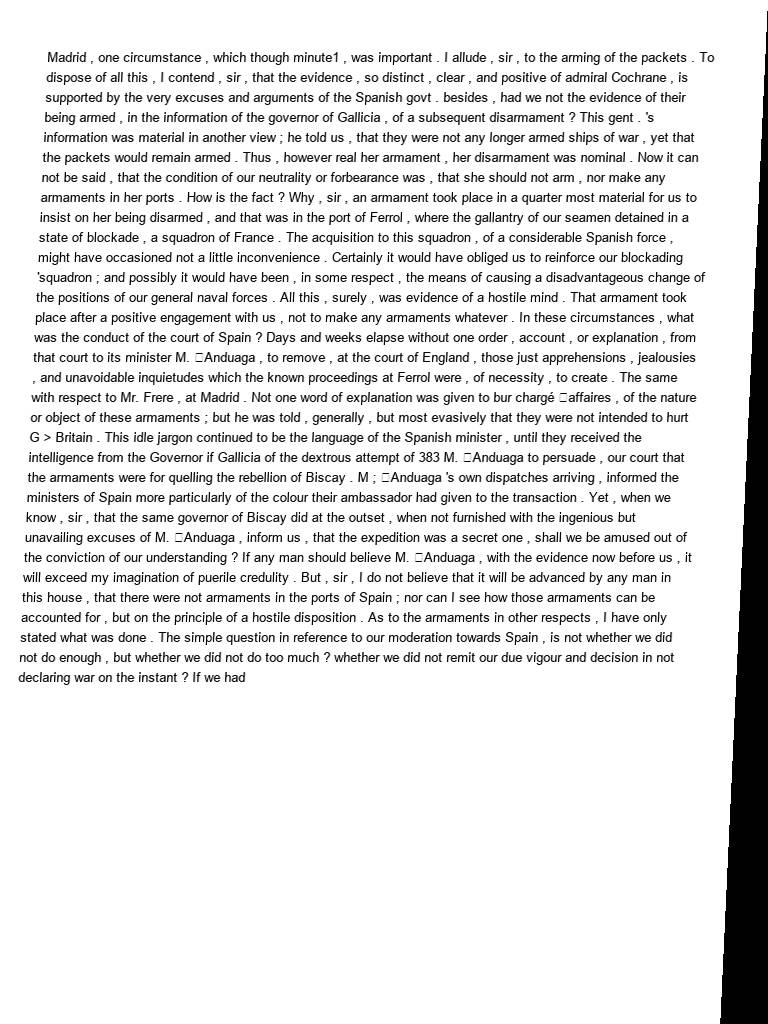 Madrid , one circumstance , which though minute1 , was important . I allude , sir , to the arming of the packets . To
dispose of all this , I contend , sir , that the evidence , so distinct , clear , and positive of admiral Cochrane , is
supported by the very excuses and arguments of the Spanish govt . besides , had we not the evidence of their
being armed , in the information of the governor of Gallicia , of a subsequent disarmament ? This gent . 's
information was material in another view ; he told us , that they were not any longer armed ships of war , yet that
the packets would remain armed . Thus , however real her armament , her disarmament was nominal . Now it can
not be said , that the condition of our neutrality or forbearance was , that she should not arm , nor make any
armaments in her ports . How is the fact ? Why , sir , an armament took place in a quarter most material for us to
insist on her being disarmed , and that was in the port of Ferrol , where the gallantry of our seamen detained in a
state of blockade , a squadron of France . The acquisition to this squadron , of a considerable Spanish force ,
might have occasioned not a little inconvenience . Certainly it would have obliged us to reinforce our blockading
'squadron ; and possibly it would have been , in some respect , the means of causing a disadvantageous change of
the positions of our general naval forces . All this , surely , was evidence of a hostile mind . That armament took
place after a positive engagement with us , not to make any armaments whatever . In these circumstances , what
was the conduct of the court of Spain ? Days and weeks elapse without one order , account , or explanation , from
that court to its minister M. □Anduaga , to remove , at the court of England , those just apprehensions , jealousies
, and unavoidable inquietudes which the known proceedings at Ferrol were , of necessity , to create . The same
with respect to Mr. Frere , at Madrid . Not one word of explanation was given to bur chargé □affaires , of the nature
or object of these armaments ; but he was told , generally , but most evasively that they were not intended to hurt
G > Britain . This idle jargon continued to be the language of the Spanish minister , until they received the
intelligence from the Governor if Gallicia of the dextrous attempt of 383 M. □Anduaga to persuade , our court that
the armaments were for quelling the rebellion of Biscay . M ; □Anduaga 's own dispatches arriving , informed the
ministers of Spain more particularly of the colour their ambassador had given to the transaction . Yet , when we
know , sir , that the same governor of Biscay did at the outset , when not furnished with the ingenious but
unavailing excuses of M. □Anduaga , inform us , that the expedition was a secret one , shall we be amused out of
the conviction of our understanding ? If any man should believe M. □Anduaga , with the evidence now before us , it
will exceed my imagination of puerile credulity . But , sir , I do not believe that it will be advanced by any man in
this house , that there were not armaments in the ports of Spain ; nor can I see how those armaments can be
accounted for , but on the principle of a hostile disposition . As to the armaments in other respects , I have only
stated what was done . The simple question in reference to our moderation towards Spain , is not whether we did
not do enough , but whether we did not do too much ? whether we did not remit our due vigour and decision in not
declaring war on the instant ? If we had